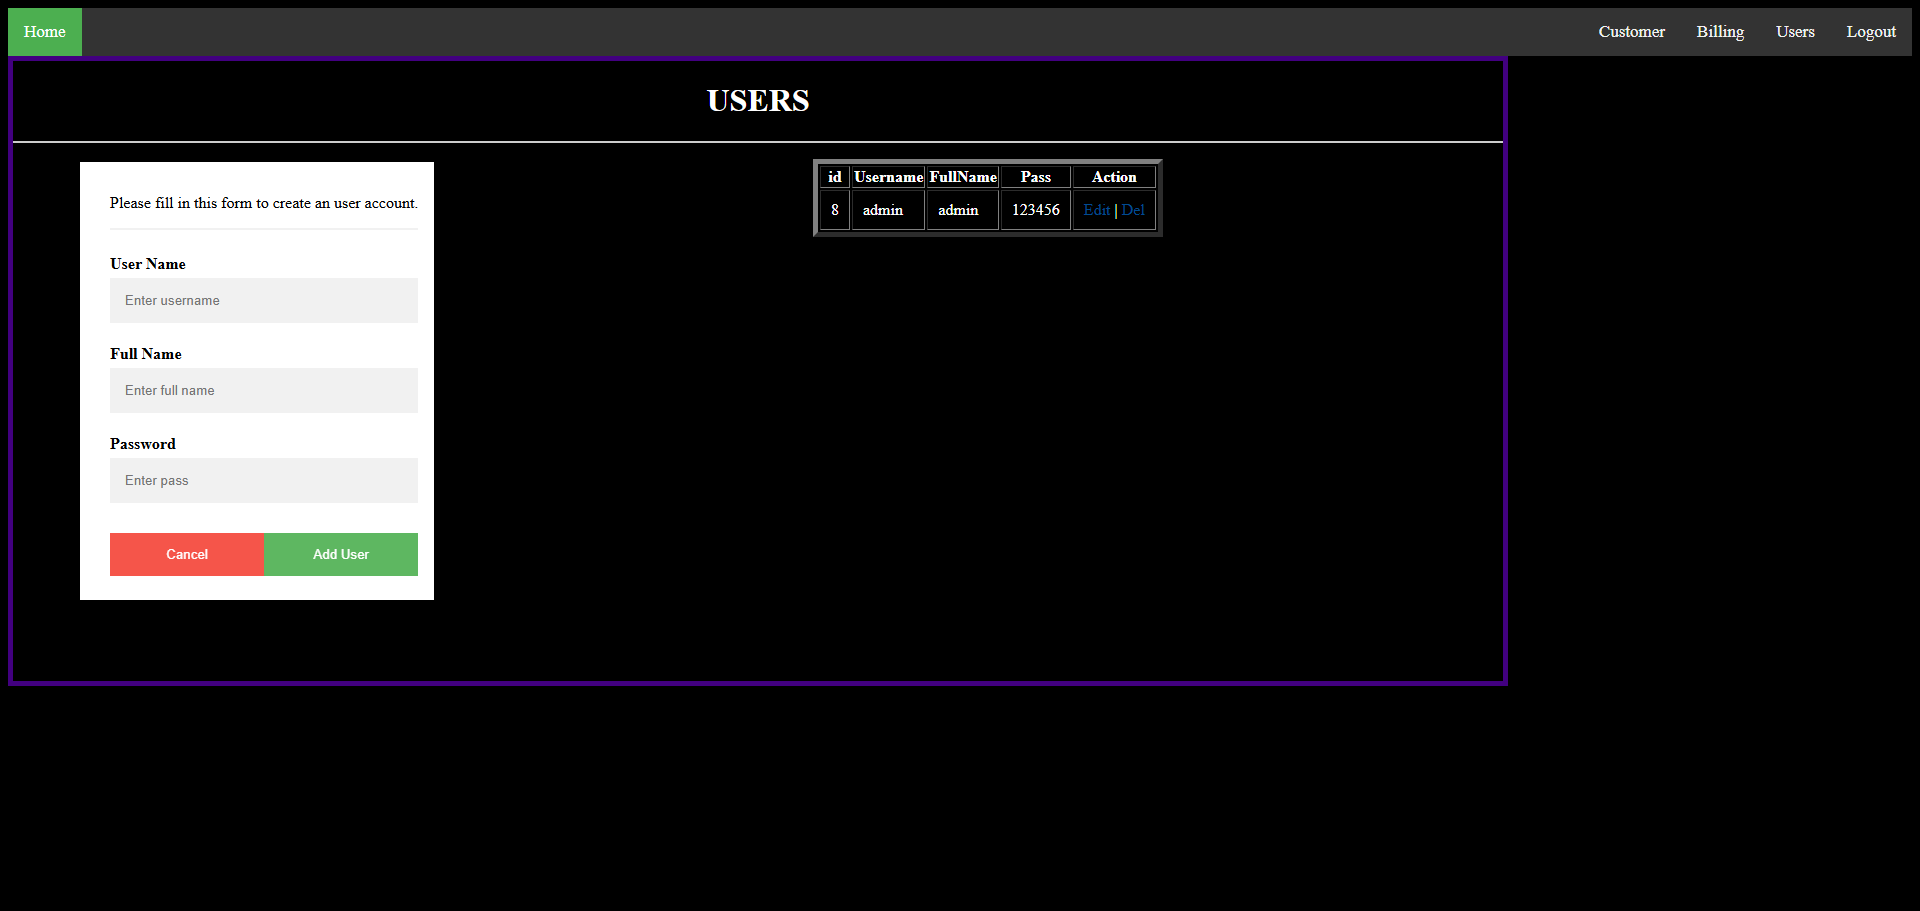 Home Customer Billing Users Logout
USERS
Please fill in this form to create an user account.
User Name
Enter username
Full Name
Enter full name
Password
Enter pass
Cancel Add User
id Username FullName Pass Action
8 admin admin 123456 Edit | Del